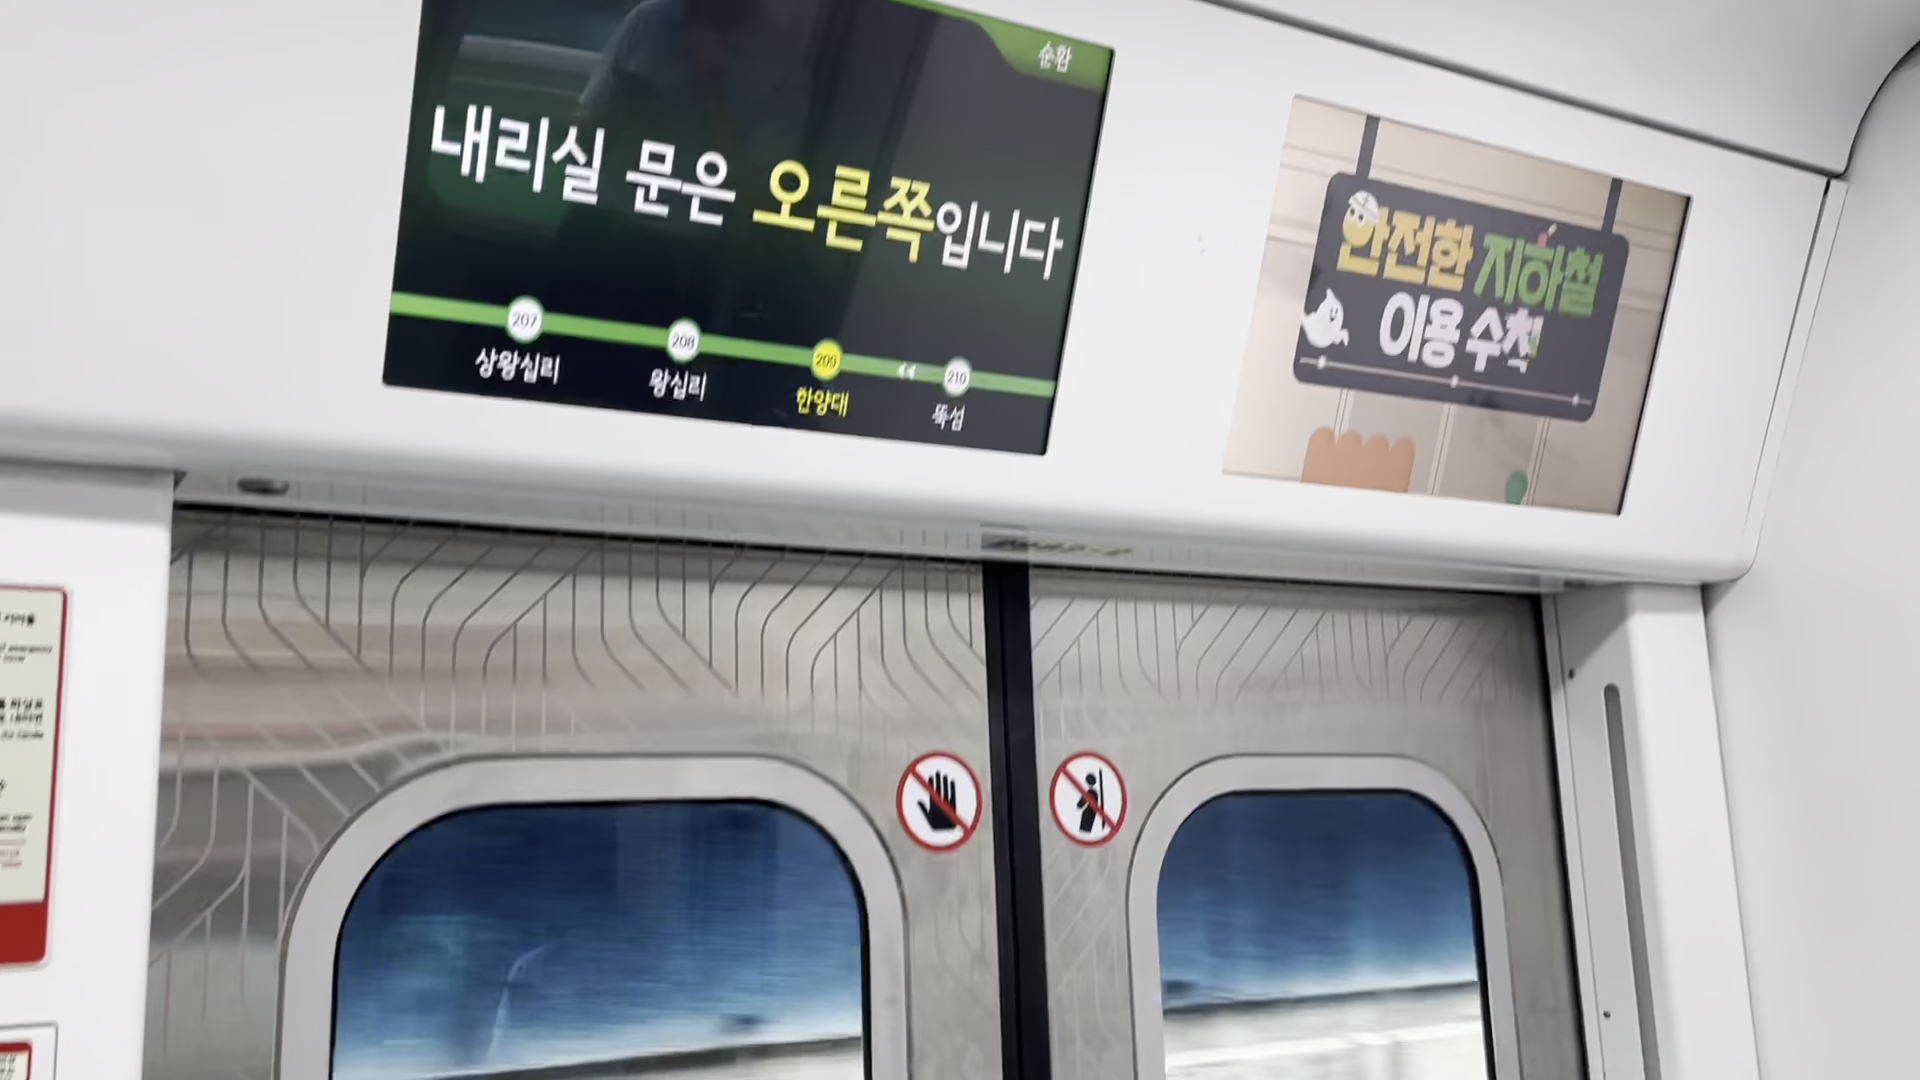 순환
내리실 문은 오른쪽입니다
207 208 209 210
상왕십리 왕십리 한양대 뚝섬
안전한 지하철
이용 수칙